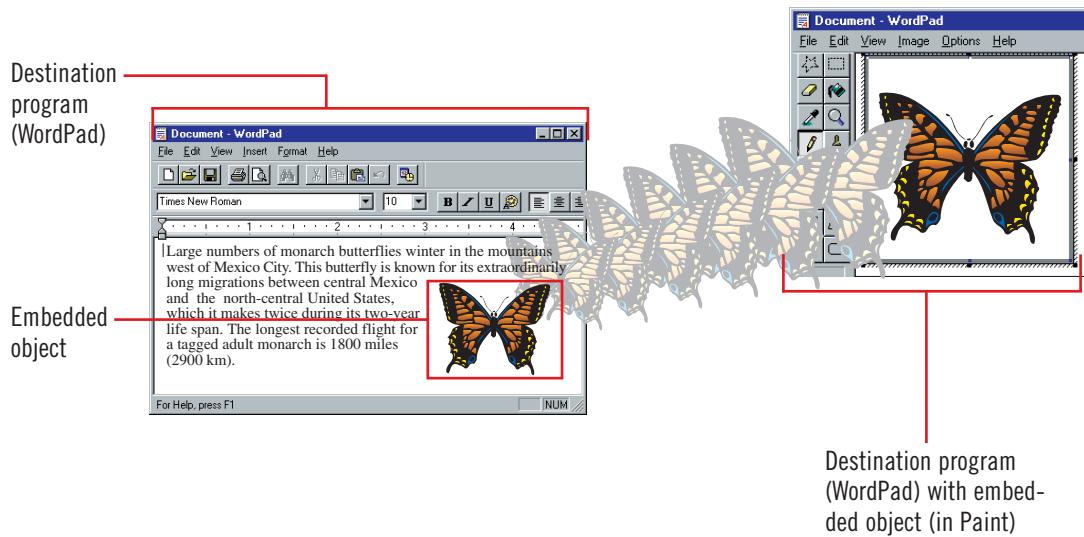 Destination
program
(WordPad)
Document - WordPad
File Edit View Insert Format Help
Times New Roman
10
B I U
1 2 3 4
Large numbers of monarch butterflies winter in the mountains
west of Mexico City. This butterfly is known for its extraordinarily
long migrations between central Mexico
and the north-central United States,
which it makes twice during its two-year
life span. The longest recorded flight for
a tagged adult monarch is 1800 miles
(2900 km).
For Help, press F1
NUM
Embedded
object
Document - WordPad
File Edit View Image Options Help
Destination program
(WordPad) with embed-
ded object (in Paint)